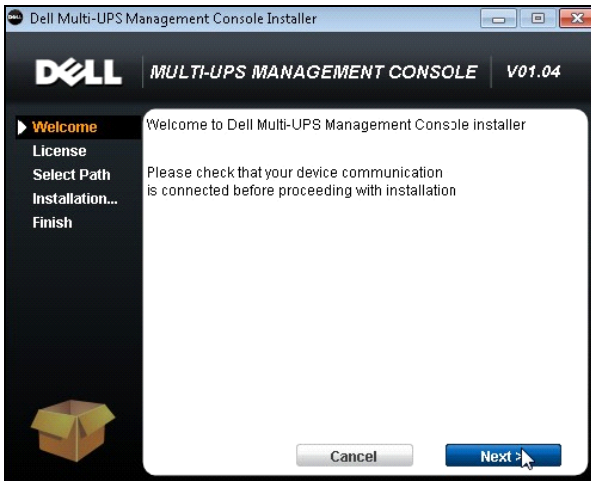 Dell Multi-UPS Management Console Installer
DELL MULTI-UPS MANAGEMENT CONSOLE V01.04
Welcome
License
Select Path
Installation...
Finish
Welcome to Dell Multi-UPS Management Console installer
Please check that your device communication
is connected before proceeding with installation
Cancel
Next >